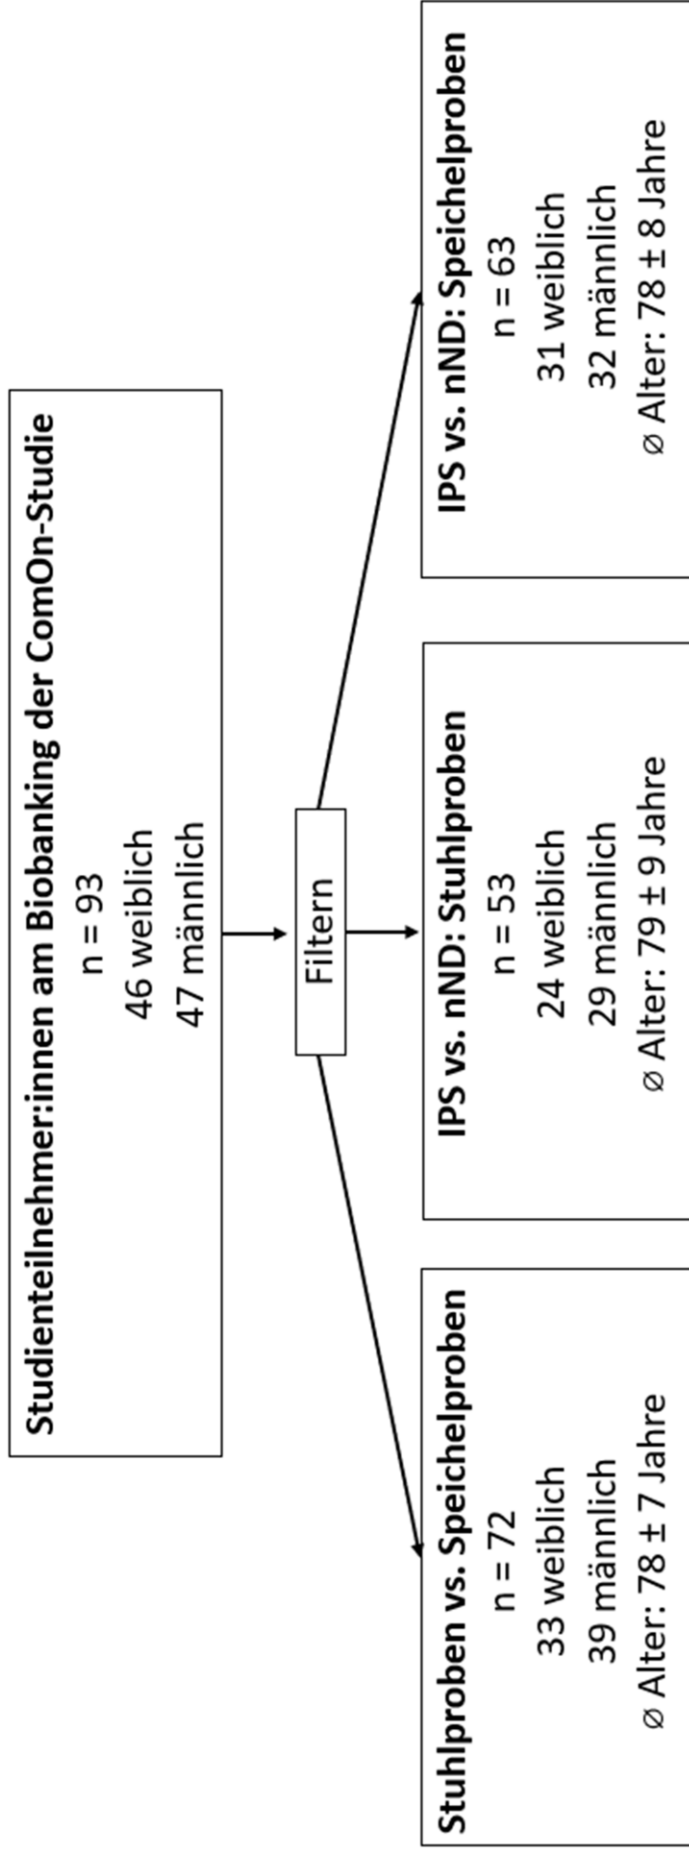 Studienteilnehmer:innen am Biobanking der ComOn-Studie
n = 93
46 weiblich
47 männlich
Filtern
Stuhlproben vs. Speichelproben
n = 72
33 weiblich
39 männlich
⌀ Alter: 78 ± 7 Jahre
IPS vs. nND: Stuhlproben
n = 53
24 weiblich
29 männlich
⌀ Alter: 79 ± 9 Jahre
IPS vs. nND: Speichelproben
n = 63
31 weiblich
32 männlich
⌀ Alter: 78 ± 8 Jahre